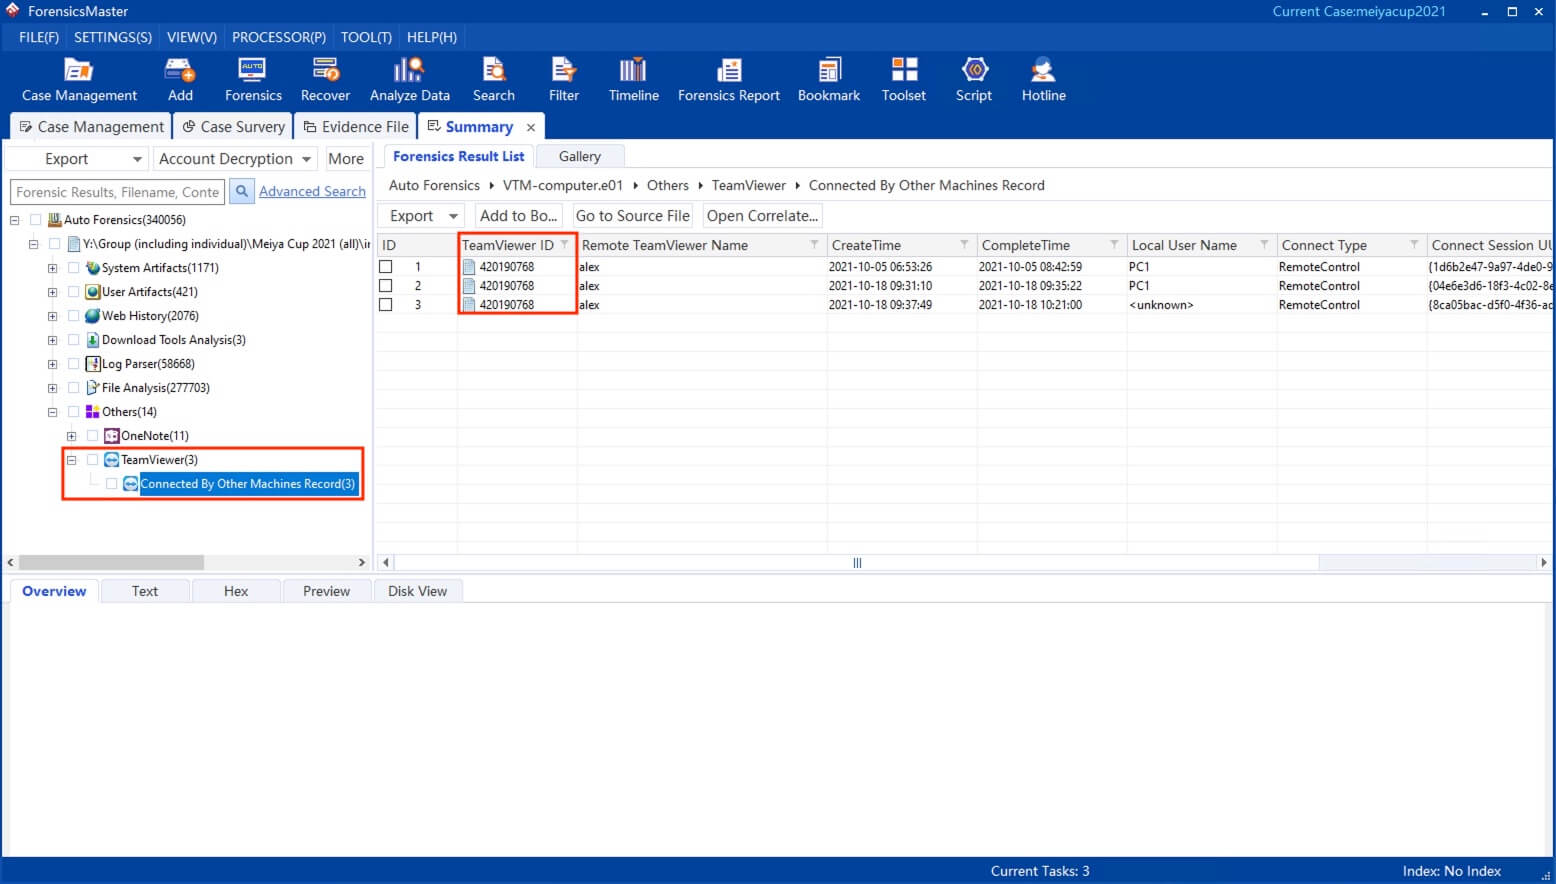 ForensicsMaster
Current Case:meiyacup2021
FILE(F) SETTINGS(S) VIEW(V) PROCESSOR(P) TOOL(T) HELP(H)
AUTO
Case Management Add Forensics Recover Analyze Data Search Filter Timeline Forensics Report Bookmark Toolset Script Hotline
Case Management Case Survery Evidence File Summary
Export Account Decryption More
Forensic Results, Filename, Conte Advanced Search
Auto Forensics(340056)
Y:\Group (including individual)\Meiya Cup 2021 (all)\ir
System Artifacts(1171)
User Artifacts(421)
Web History(2076)
Download Tools Analysis(3)
Log Parser(58668)
File Analysis(277703)
Others(14)
OneNote(11)
TeamViewer(3)
Connected By Other Machines Record(3)
Forensics Result List Gallery
Auto Forensics VTM-computer.e01 Others TeamViewer Connected By Other Machines Record
Export Add to Bo... Go to Source File Open Correlate...
ID TeamViewer ID Remote TeamViewer Name CreateTime CompleteTime Local User Name Connect Type Connect Session UU
1 420190768 alex 2021-10-05 06:53:26 2021-10-05 08:42:59 PC1 RemoteControl {1d6b2e47-9a97-4de0-9
2 420190768 alex 2021-10-18 09:31:10 2021-10-18 09:35:22 PC1 RemoteControl {04e6e3d6-18f3-4c02-8e
3 420190768 alex 2021-10-18 09:37:49 2021-10-18 10:21:00 <unknown> RemoteControl {8ca05bac-d5f0-4f36-ad
Overview Text Hex Preview Disk View
Current Tasks: 3
Index: No Index